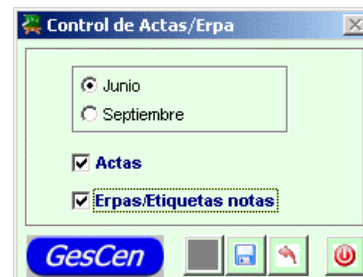 Control de Actas/Erpa
Junio
Septiembre
Actas
Erpas/Etiquetas notas
GesCen